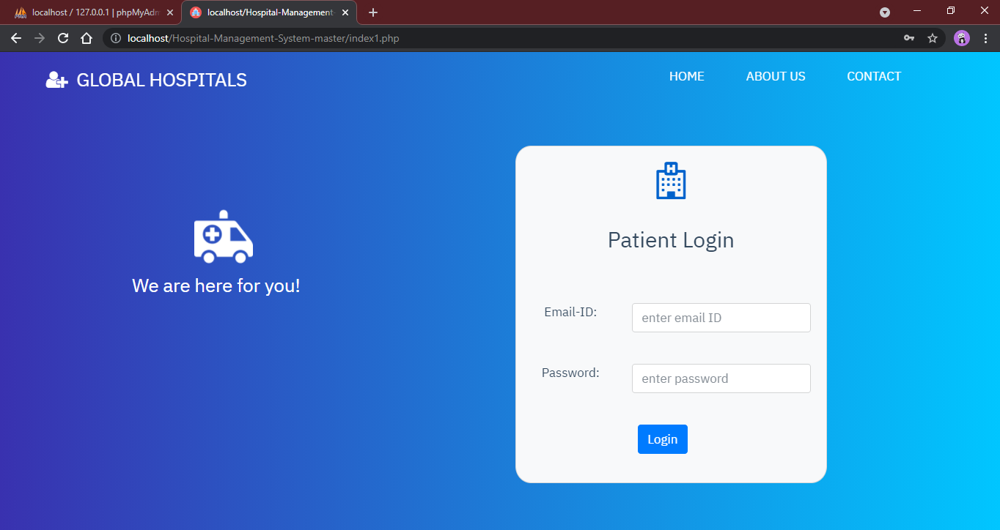 localhost / 127.0.0.1 | phpMyAdm
localhost/Hospital-Management-
localhost/Hospital-Management-System-master/index1.php
GLOBAL HOSPITALS
HOME
ABOUT US
CONTACT
We are here for you!
H
Patient Login
Email-ID:
enter email ID
Password:
enter password
Login